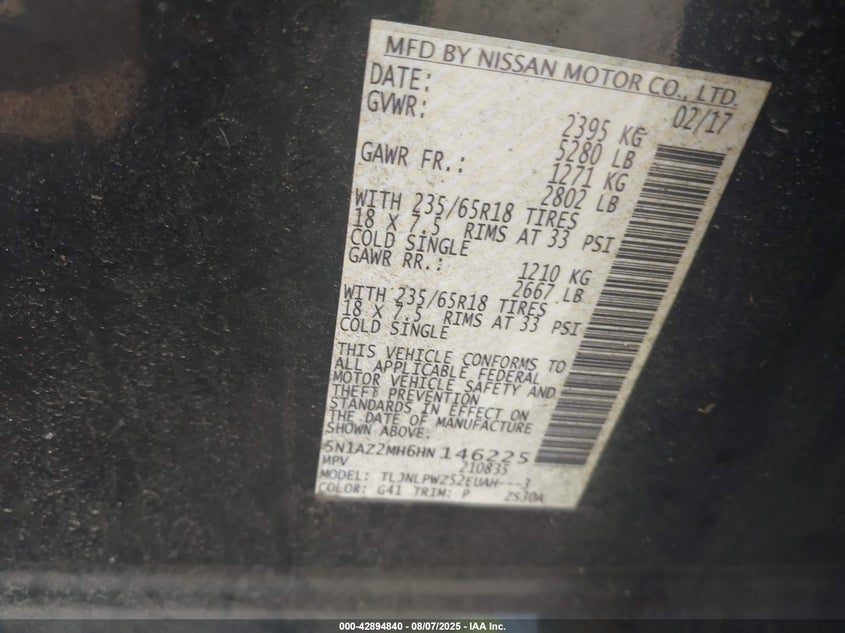 MFD BY NISSAN MOTOR CO., LTD.
DATE: 02/17
GVWR: 2395 KG
5280 LB
GAWR FR.: 1271 KG
2802 LB
WITH 235/65R18 TIRES
18 X 7.5 RIMS AT 33 PSI
COLD SINGLE
GAWR RR.: 1210 KG
2667 LB
WITH 235/65R18 TIRES
18 X 7.5 RIMS AT 33 PSI
COLD SINGLE
THIS VEHICLE CONFORMS TO
ALL APPLICABLE FEDERAL
MOTOR VEHICLE SAFETY AND
THEFT PREVENTION
STANDARDS IN EFFECT ON
THE DATE OF MANUFACTURE
SHOWN ABOVE.
5N1AZ2MH6HN146225
MPV 210835
MODEL: TLJNLPWZ52EUAH---3
COLOR: G41 TRIM: P ZS30A
000-42894840 - 08/07/2025 - IAA Inc.